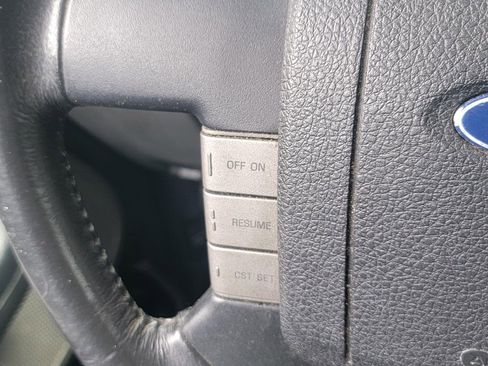 OFF ON
RESUME
CST SET